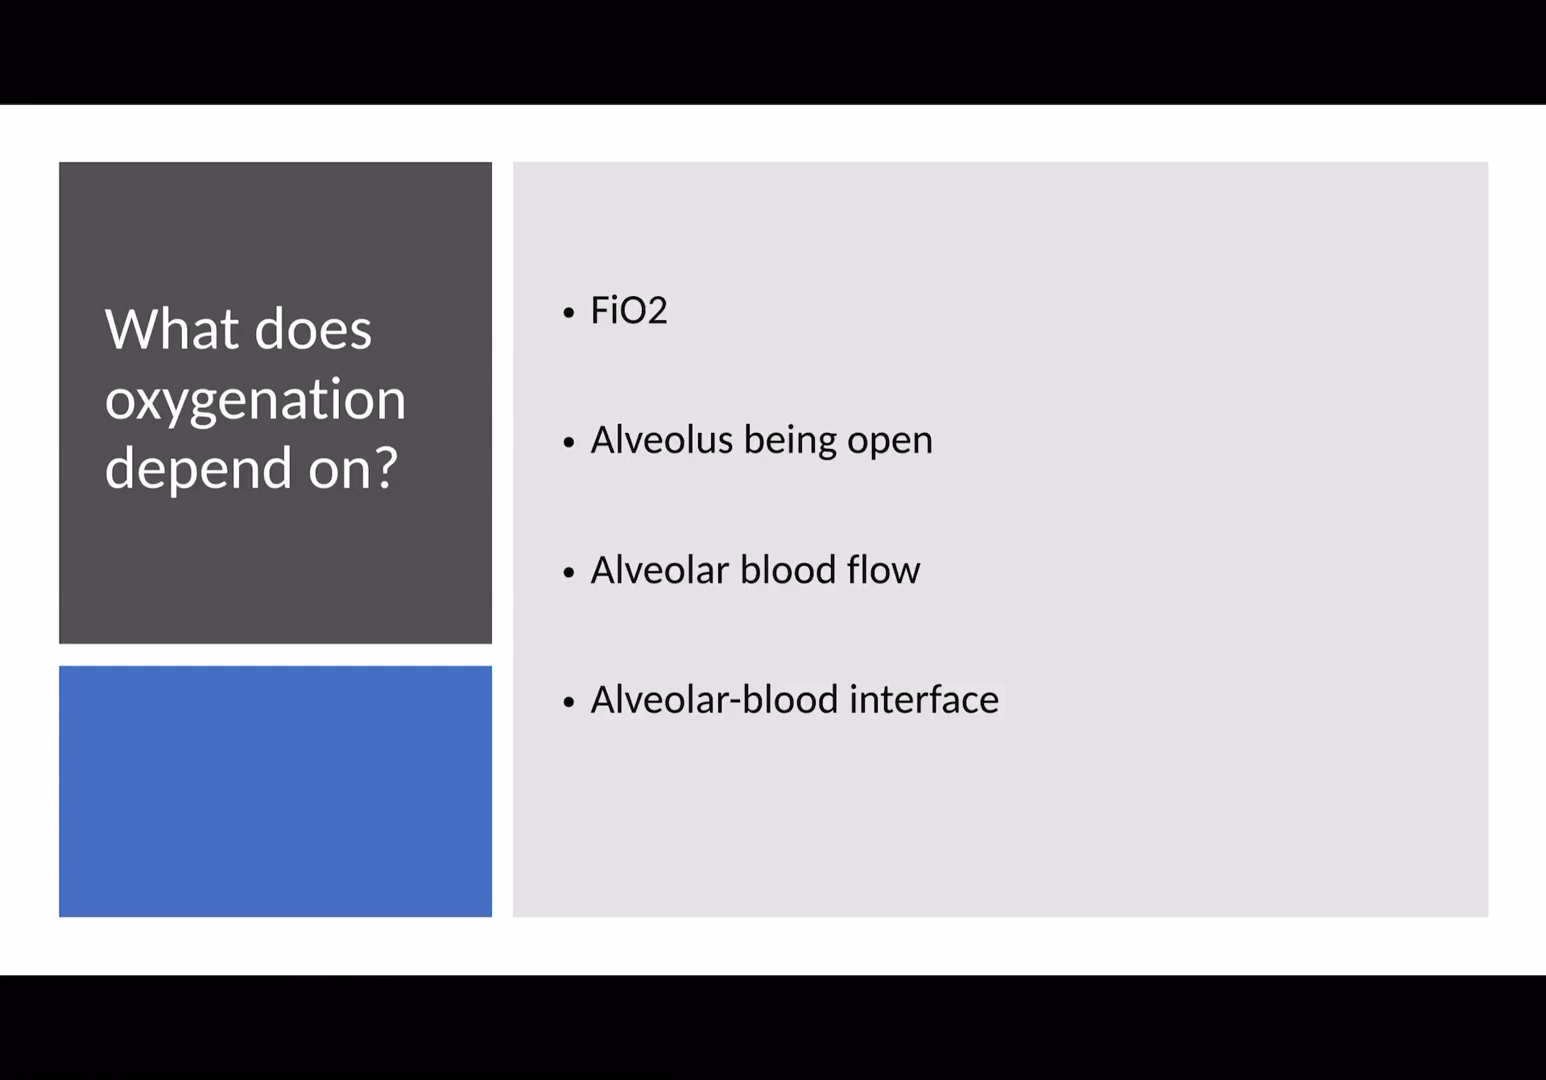 What does
oxygenation
depend on?
• FiO2
• Alveolus being open
• Alveolar blood flow
• Alveolar-blood interface